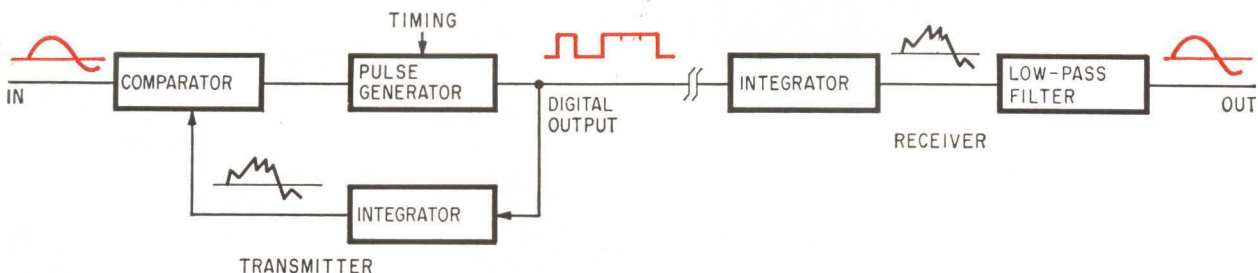 TIMING
IN
COMPARATOR
PULSE
GENERATOR
DIGITAL
OUTPUT
INTEGRATOR
LOW-PASS
FILTER
OUT
RECEIVER
INTEGRATOR
TRANSMITTER